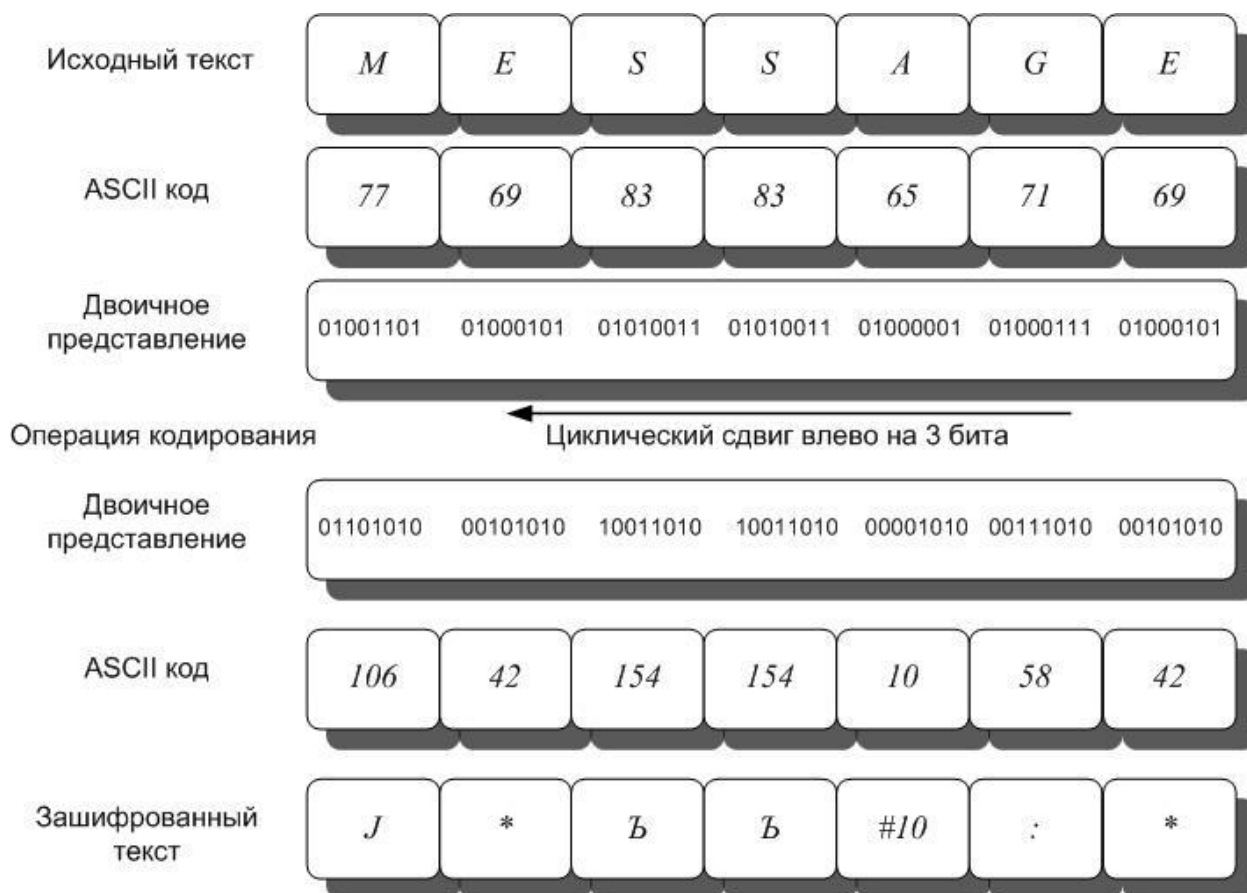 Исходный текст
M E S S A G E
ASCII код
77 69 83 83 65 71 69
Двоичное
представление
01001101 01000101 01010011 01010011 01000001 01000111 01000101
Операция кодирования
Циклический сдвиг влево на 3 бита
Двоичное
представление
01101010 00101010 10011010 10011010 00001010 00111010 00101010
ASCII код
106 42 154 154 10 58 42
Зашифрованный
текст
J * Ъ Ъ #10 : *